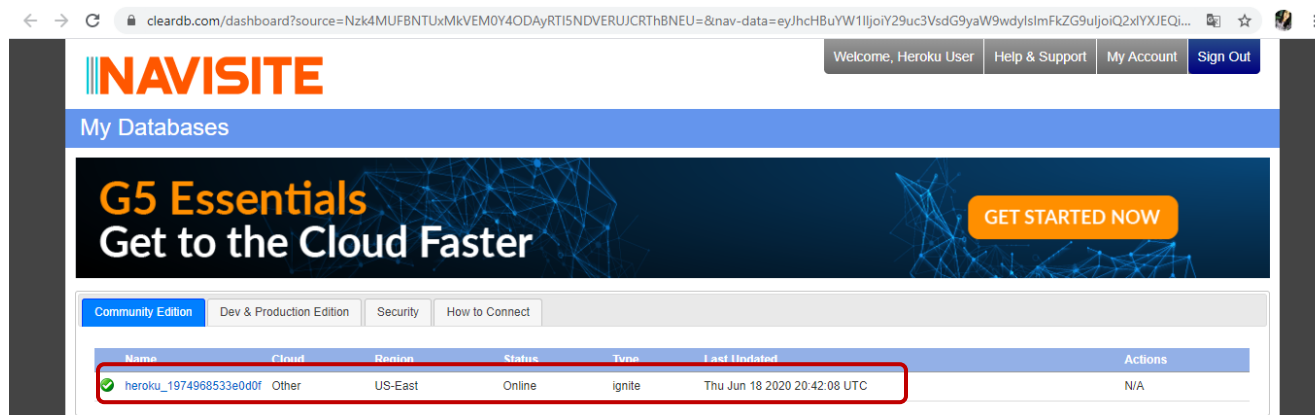 cleardb.com/dashboard?source=Nzk4MUFBNTUxMkVEM0Y4ODAyRTI5NDVERUJCRThBNEU=&nav-data=eyJhcHBuYW1lIjoiY29uc3VsdG9yaW9wdyIsImFkZG9uIjoiQ2xlYXJEQi...
NAVISITE
Welcome, Heroku User Help & Support My Account Sign Out
My Databases
G5 Essentials
Get to the Cloud Faster
GET STARTED NOW
Community Edition Dev & Production Edition Security How to Connect
Name Cloud Region Status Type Last Updated Actions
heroku_1974968533e0d0f Other US-East Online ignite Thu Jun 18 2020 20:42:08 UTC N/A